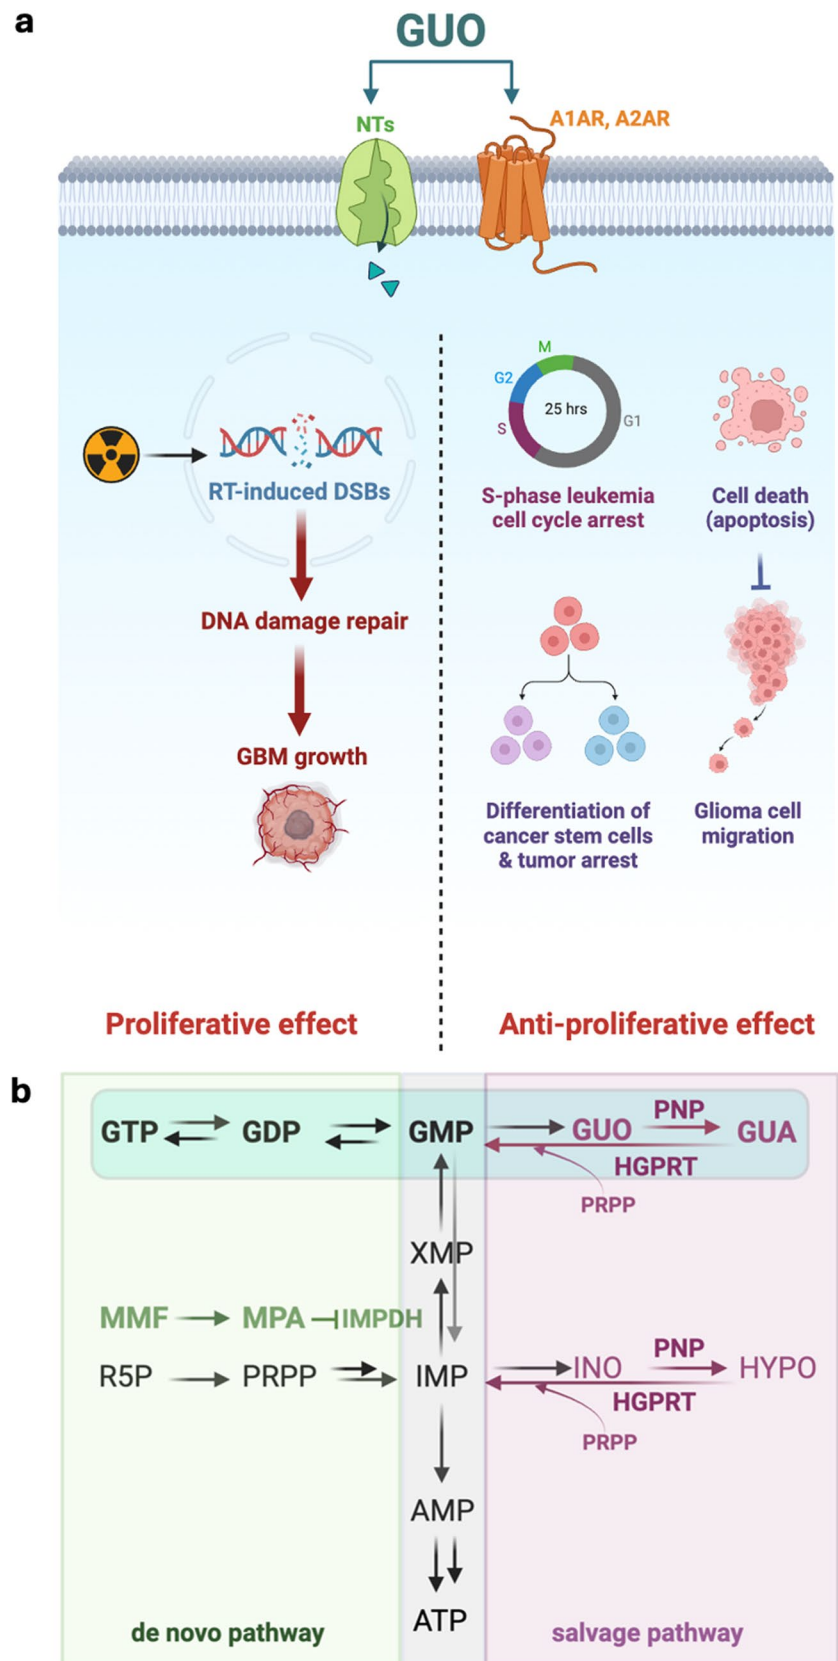 a
GUO
NTs
A1AR, A2AR
M
G2
25 hrs
G1
S
RT-induced DSBs
S-phase leukemia
cell cycle arrest
Cell death
(apoptosis)
DNA damage repair
GBM growth
Differentiation of
cancer stem cells
& tumor arrest
Glioma cell
migration
Proliferative effect
Anti-proliferative effect
b
GTP
GDP
GMP
GUO
PNP
GUA
HGPRT
PRPP
XMP
MMF
MPA
IMPDH
R5P
PRPP
IMP
INO
PNP
HYPO
HGPRT
PRPP
AMP
ATP
de novo pathway
salvage pathway